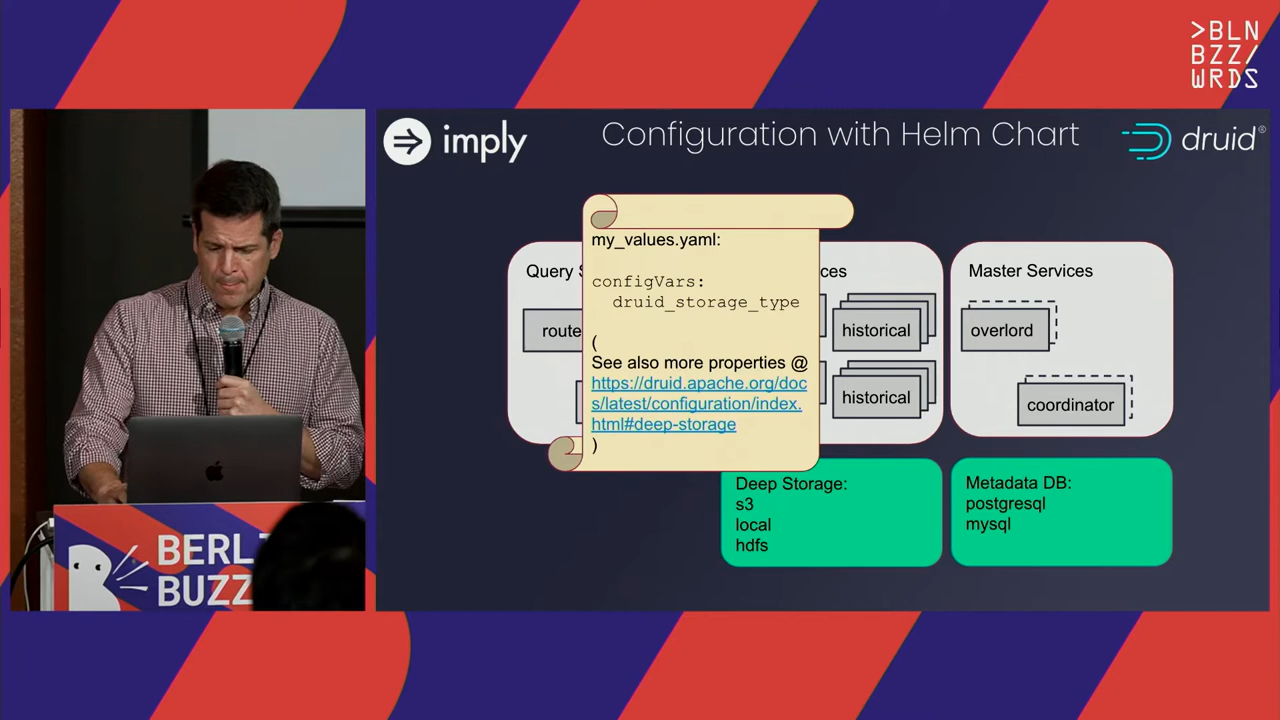 >BLN
BZZ/
WRDS
imply
Configuration with Helm Chart
druid®
my_values.yaml:
configVars:
druid_storage_type
(
See also more properties @
https://druid.apache.org/doc
s/latest/configuration/index.
html#deep-storage
)
Query S
route
ces
historical
historical
Master Services
overlord
coordinator
Deep Storage:
s3
local
hdfs
Metadata DB:
postgresql
mysql
BERL
BUZZ